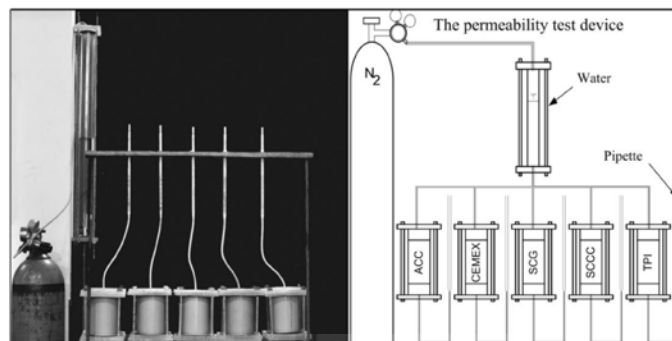 The permeability test device
N2
Water
Pipette
ACC
CEMEX
SCG
SCCC
TPI